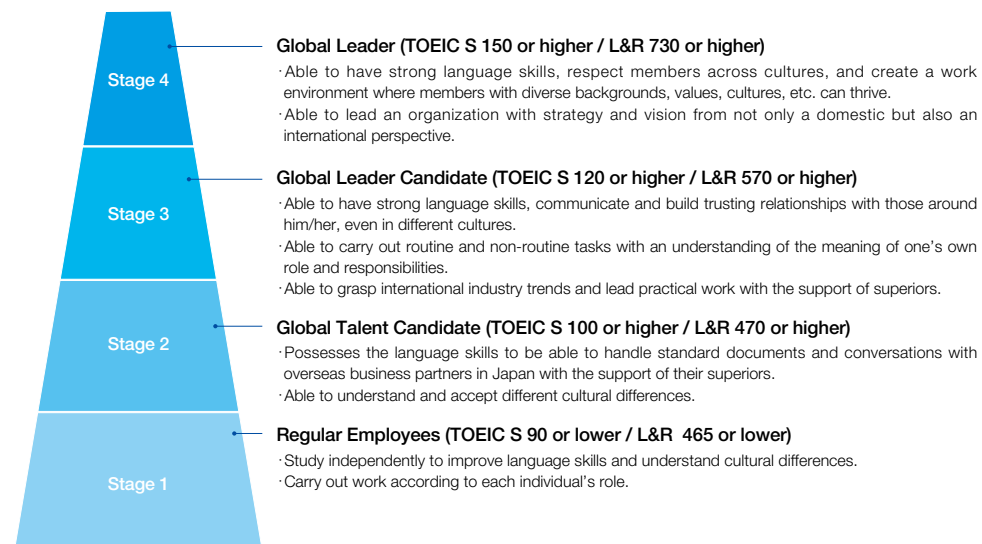 Stage 4
Global Leader (TOEIC S 150 or higher / L&R 730 or higher)
·Able to have strong language skills, respect members across cultures, and create a work
environment where members with diverse backgrounds, values, cultures, etc. can thrive.
·Able to lead an organization with strategy and vision from not only a domestic but also an
international perspective.
Stage 3
Global Leader Candidate (TOEIC S 120 or higher / L&R 570 or higher)
·Able to have strong language skills, communicate and build trusting relationships with those around
him/her, even in different cultures.
·Able to carry out routine and non-routine tasks with an understanding of the meaning of one's own
role and responsibilities.
·Able to grasp international industry trends and lead practical work with the support of superiors.
Stage 2
Global Talent Candidate (TOEIC S 100 or higher / L&R 470 or higher)
·Possesses the language skills to be able to handle standard documents and conversations with
overseas business partners in Japan with the support of their superiors.
·Able to understand and accept different cultural differences.
Stage 1
Regular Employees (TOEIC S 90 or lower / L&R 465 or lower)
·Study independently to improve language skills and understand cultural differences.
·Carry out work according to each individual's role.